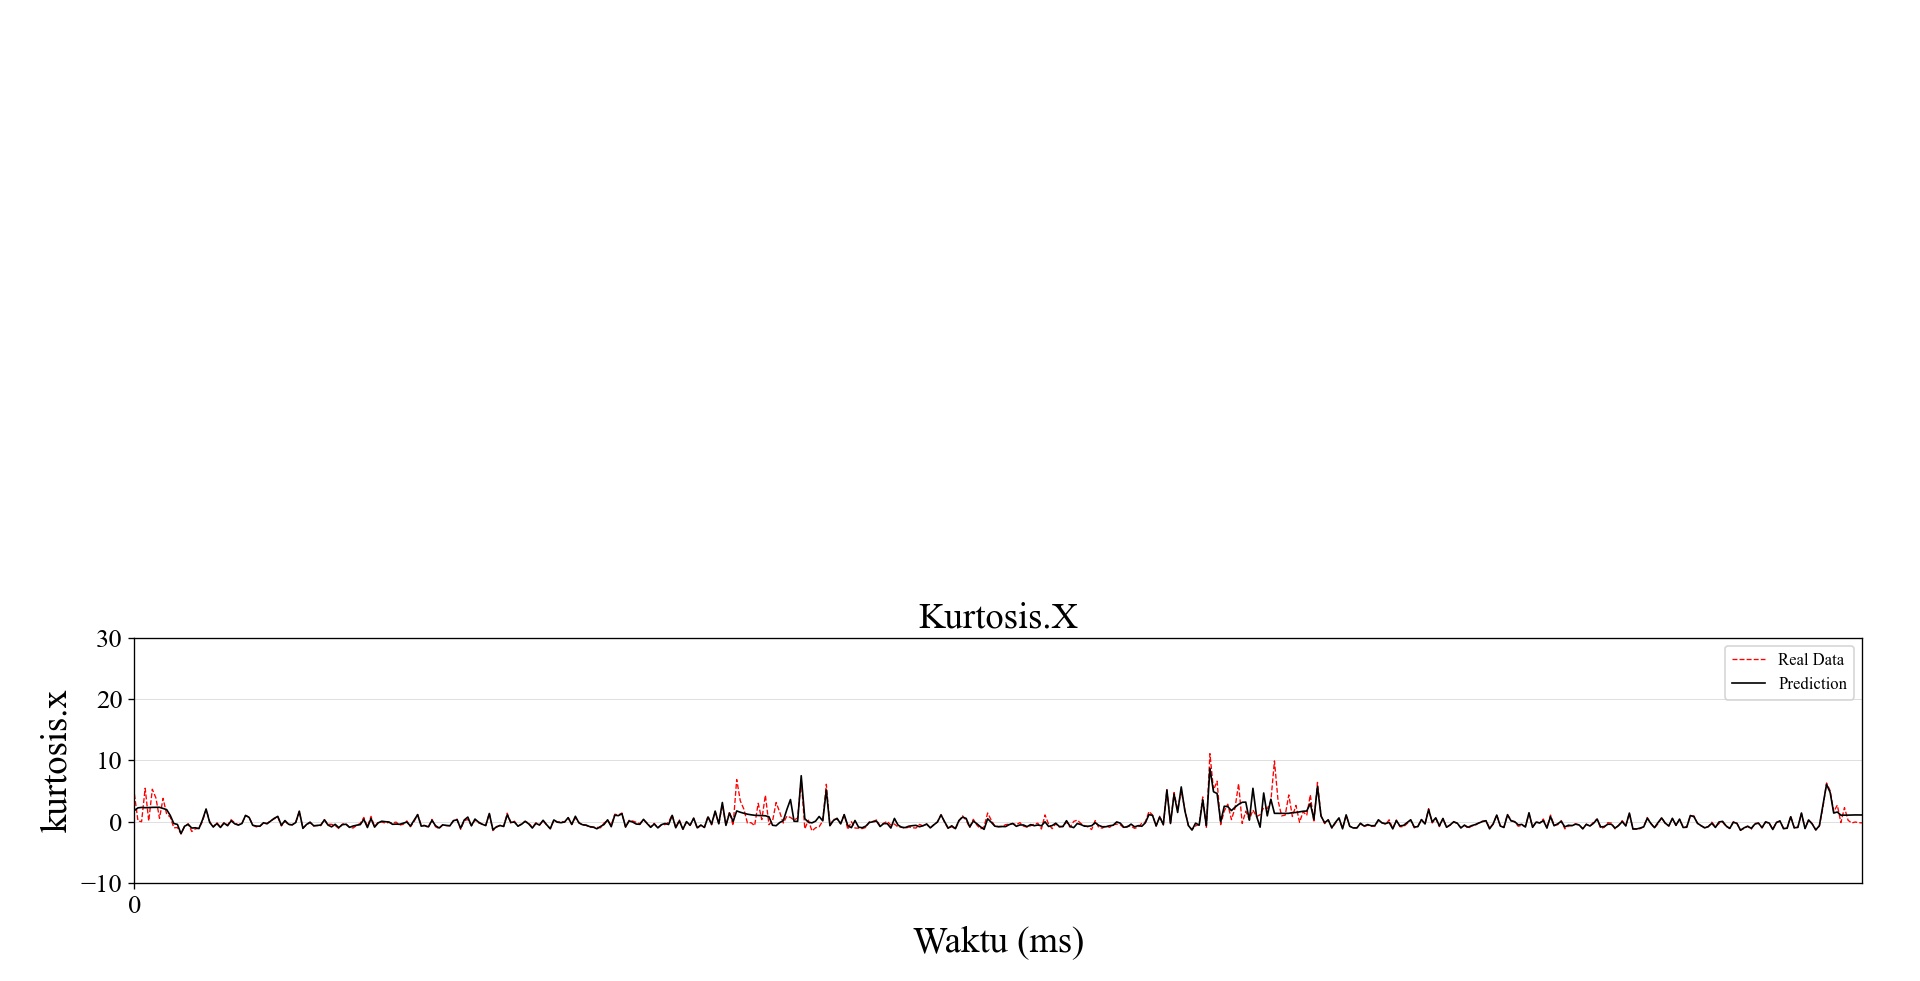 Kurtosis.X
30
20
10
0
−10
kurtosis.x
Real Data
Prediction
0
Waktu (ms)